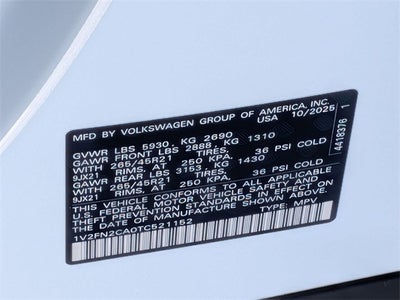 MFD BY VOLKSWAGEN GROUP OF AMERICA, INC.
USA 10/2025
GVWR LBS 5930, KG 2690
GAWR FRONT LBS 2888, KG 1310
9JX21 RIMS, AT 250 KPA, 36 PSI COLD
265/45R21 TIRES,
GAWR REAR LBS 3153, KG 1430
9JX21 RIMS, AT 250 KPA, 36 PSI COLD
265/45R21 TIRES,
THIS VEHICLE CONFORMS TO ALL APPLICABLE
U.S. FEDERAL MOTOR VEHICLE SAFETY AND
THEFT PREVENTION STANDARDS IN EFFECT ON
THE DATE OF MANUFACTURE SHOWN ABOVE.
1V2FN2CA0TC521152 TYPE: MPV
4418376 1